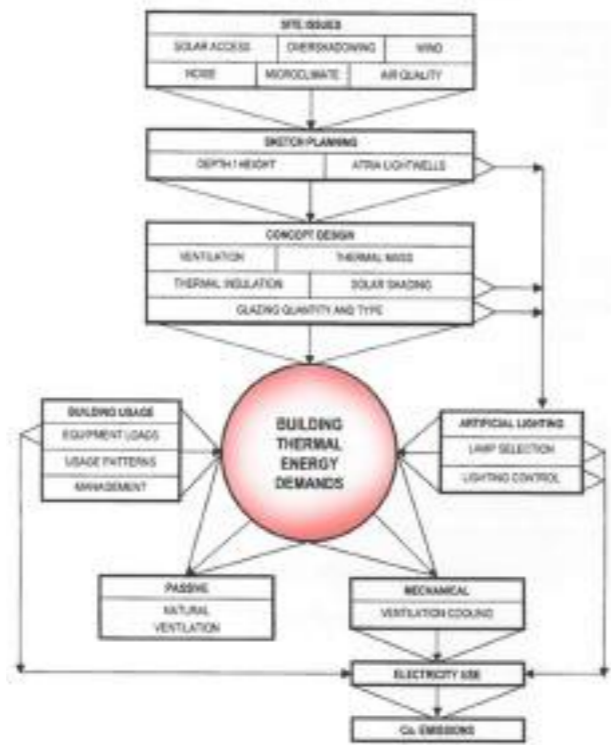 SITE ISSUES
SOLAR ACCESS
OVERSHADOWING
WIND
NOISE
MICROCLIMATE
AIR QUALITY
SKETCH PLANNING
DEPTH / HEIGHT
ATRIA LIGHTWELLS
CONCEPT DESIGN
VENTILATION
THERMAL MASS
THERMAL INSULATION
SOLAR SHADING
GLAZING QUANTITY AND TYPE
BUILDING USAGE
EQUIPMENT LOADS
USAGE PATTERNS
MANAGEMENT
BUILDING
THERMAL
ENERGY
DEMANDS
ARTIFICIAL LIGHTING
LAMP SELECTION
LIGHTING CONTROL
PASSIVE
NATURAL
VENTILATION
MECHANICAL
VENTILATION COOLING
ELECTRICITY USE
EMISSIONS